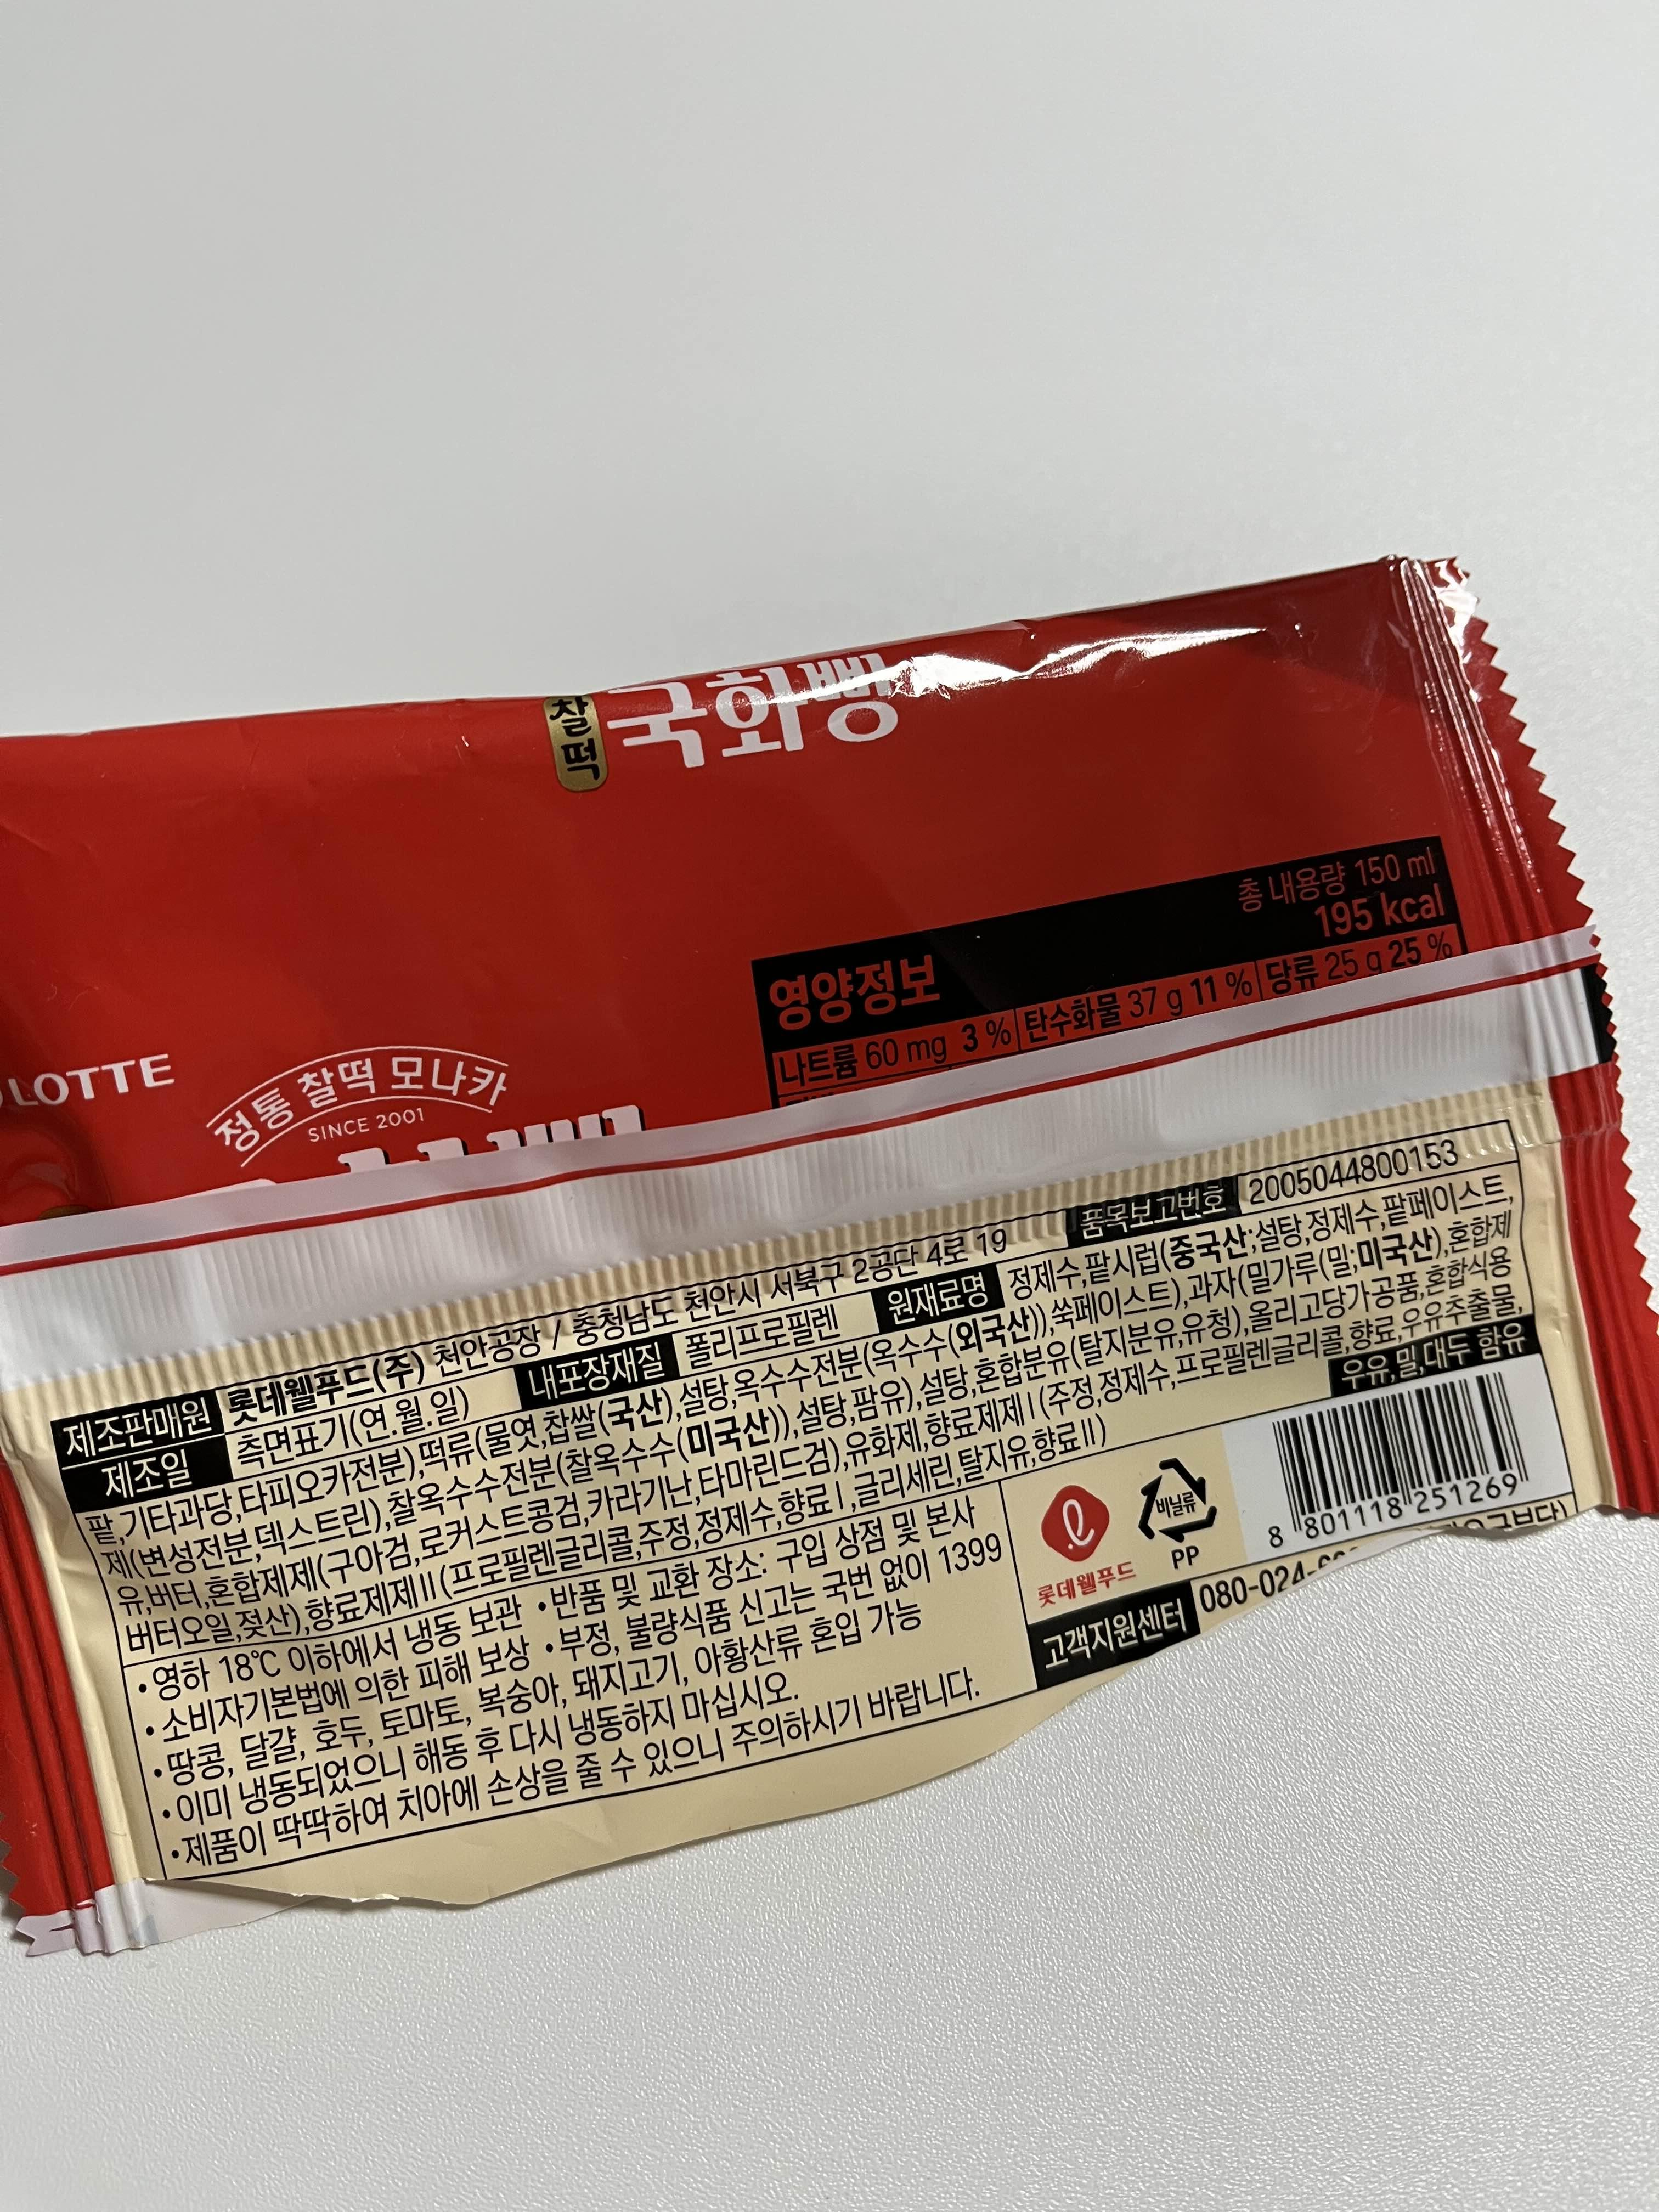 찰떡 국화빵
총 내용량 150 ml
195 kcal
영양정보
나트륨 60 mg 3 % 탄수화물 37 g 11 % 당류 25 g 25 %
LOTTE
정통 찰떡 모나카
SINCE 2001
제조판매원 롯데웰푸드(주) 천안공장 / 충청남도 천안시 서북구 2공단 4로 19 품목보고번호 2005044800153
제조일 측면표기(연.월.일) 내포장재질 폴리프로필렌 원재료명 정제수,팥시럽(중국산;설탕,정제수,팥페이스트,
팥,기타과당,타피오카전분),떡류(물엿,찹쌀(국산),설탕,옥수수전분(옥수수(외국산)),쑥페이스트),과자(밀가루(밀;미국산),혼합제
제(변성전분,덱스트린),찰옥수수전분(찰옥수수(미국산)),설탕,팜유),설탕,혼합분유(탈지분유,유청),올리고당가공품,혼합식용
유,버터,혼합제제(구아검,로커스트콩검,카라기난,타마린드검),유화제,향료제제Ⅰ(주정,정제수,프로필렌글리콜,향료,우유추출물,
버터오일,젖산),향료제제Ⅱ(프로필렌글리콜,주정,정제수,향료Ⅰ,글리세린,탈지유,향료Ⅱ)
우유,밀,대두 함유
•영하 18℃ 이하에서 냉동 보관 •반품 및 교환 장소: 구입 상점 및 본사
•소비자기본법에 의한 피해 보상 •부정, 불량식품 신고는 국번 없이 1399
•땅콩, 달걀, 호두, 토마토, 복숭아, 돼지고기, 아황산류 혼입 가능
•이미 냉동되었으니 해동 후 다시 냉동하지 마십시오.
•제품이 딱딱하여 치아에 손상을 줄 수 있으니 주의하시기 바랍니다.
롯데웰푸드
비닐류
PP
8 801118 251269
고객지원센터 080-024-